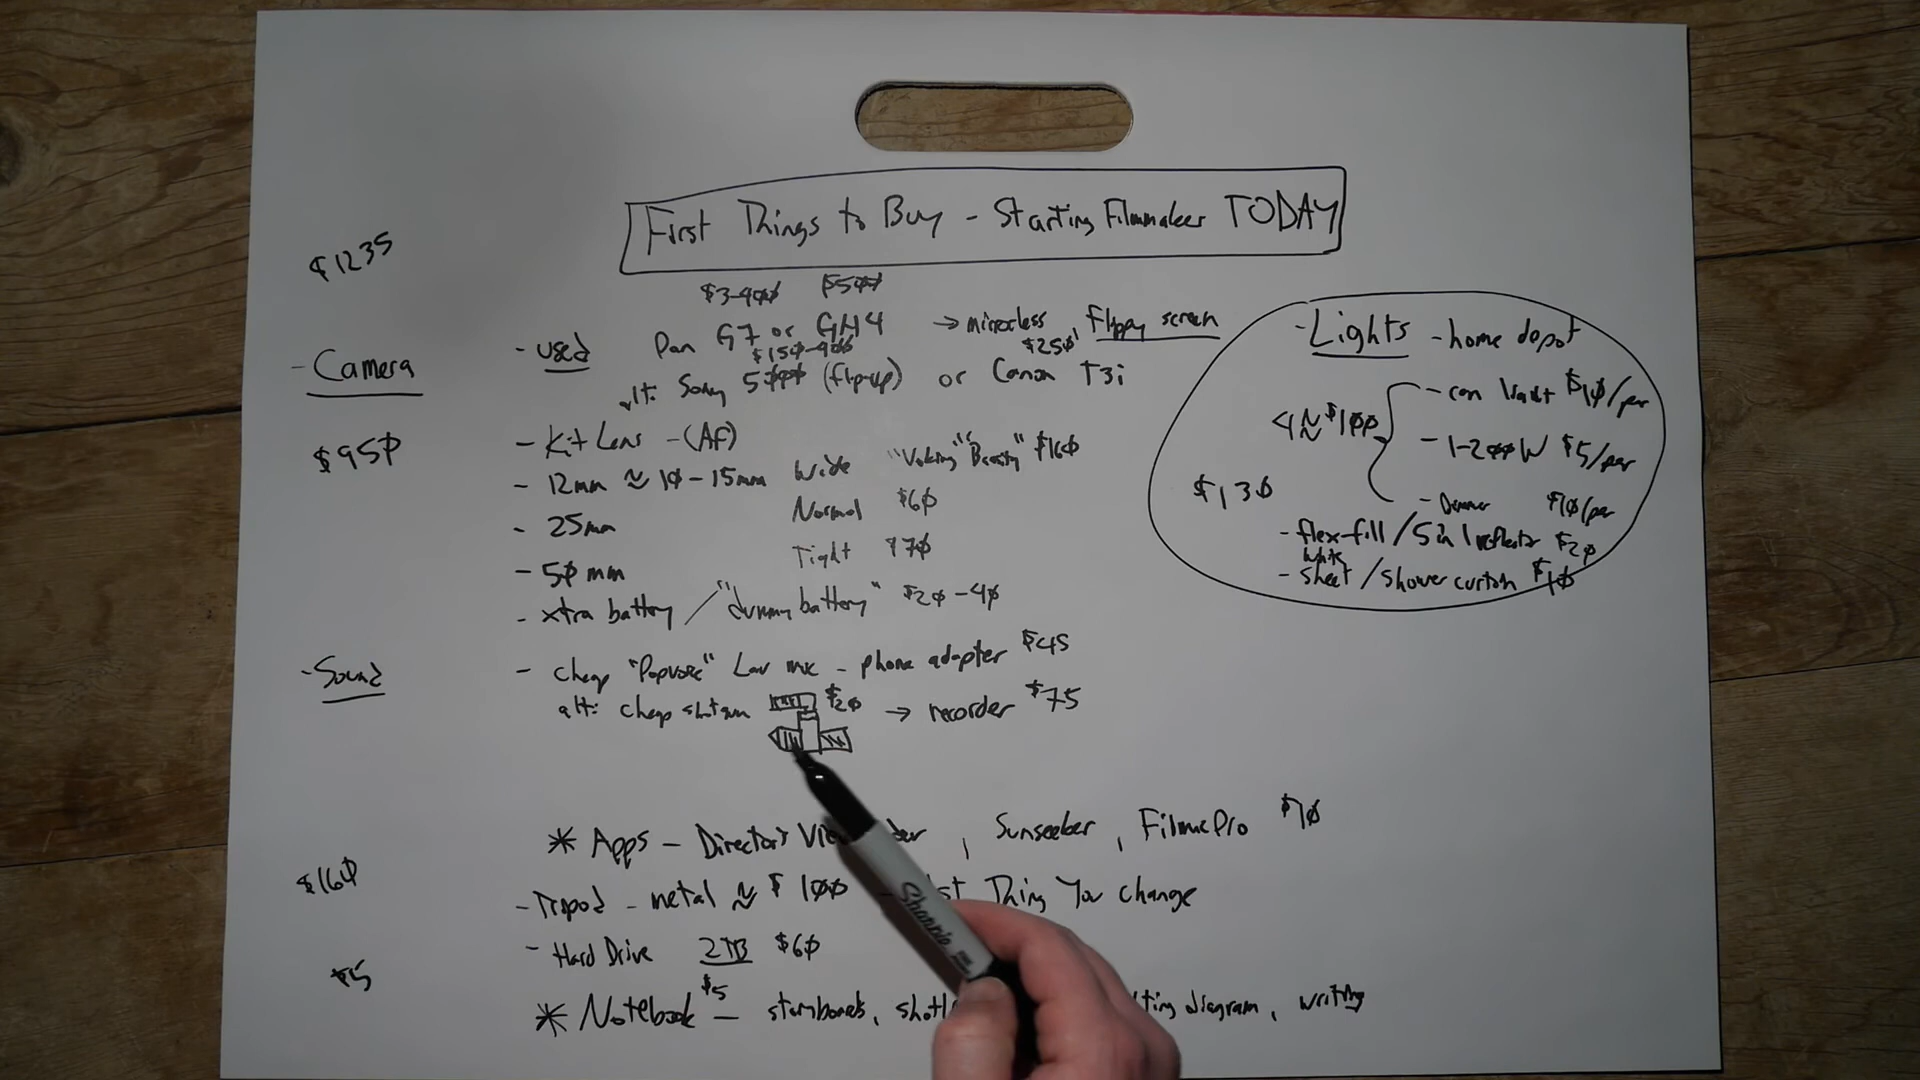 First Things to Buy - Starting Filmmaker TODAY
$1235
$3-400 $500
- Camera
- used Pan G7 or GH4 → mirrorless, flippy screen
$150-400 $250
alt: Sony 5000 (flip-up) or Canon T3i
$950
- Kit Lens - (AF)
- 12mm ≈ 10-15mm Wide "Voking" "Beasty" $160
- 25mm Normal $60
- 50mm Tight $70
- xtra battery / "dummy battery" $20-40
- Lights - home depot
4 ≈ $100
- can $10/per
- 1-200W $5/per
- Dimmer $10/per
$130
- flex-fill / 5 in 1 reflector $20
- white sheet / shower curtain $10
- Sound
- cheap "Popvoice" Lav mic - phone adapter $45
alt: cheap shotgun $20 → recorder $75
* Apps - Director's , Sunseeker, FilmicPro $10
$160
- Tripod - metal ≈ $100 - Thing You Change
- Hard Drive 2TB $60
$5
* Notebook $5 - storyboards, diagram, writing
Sharpie